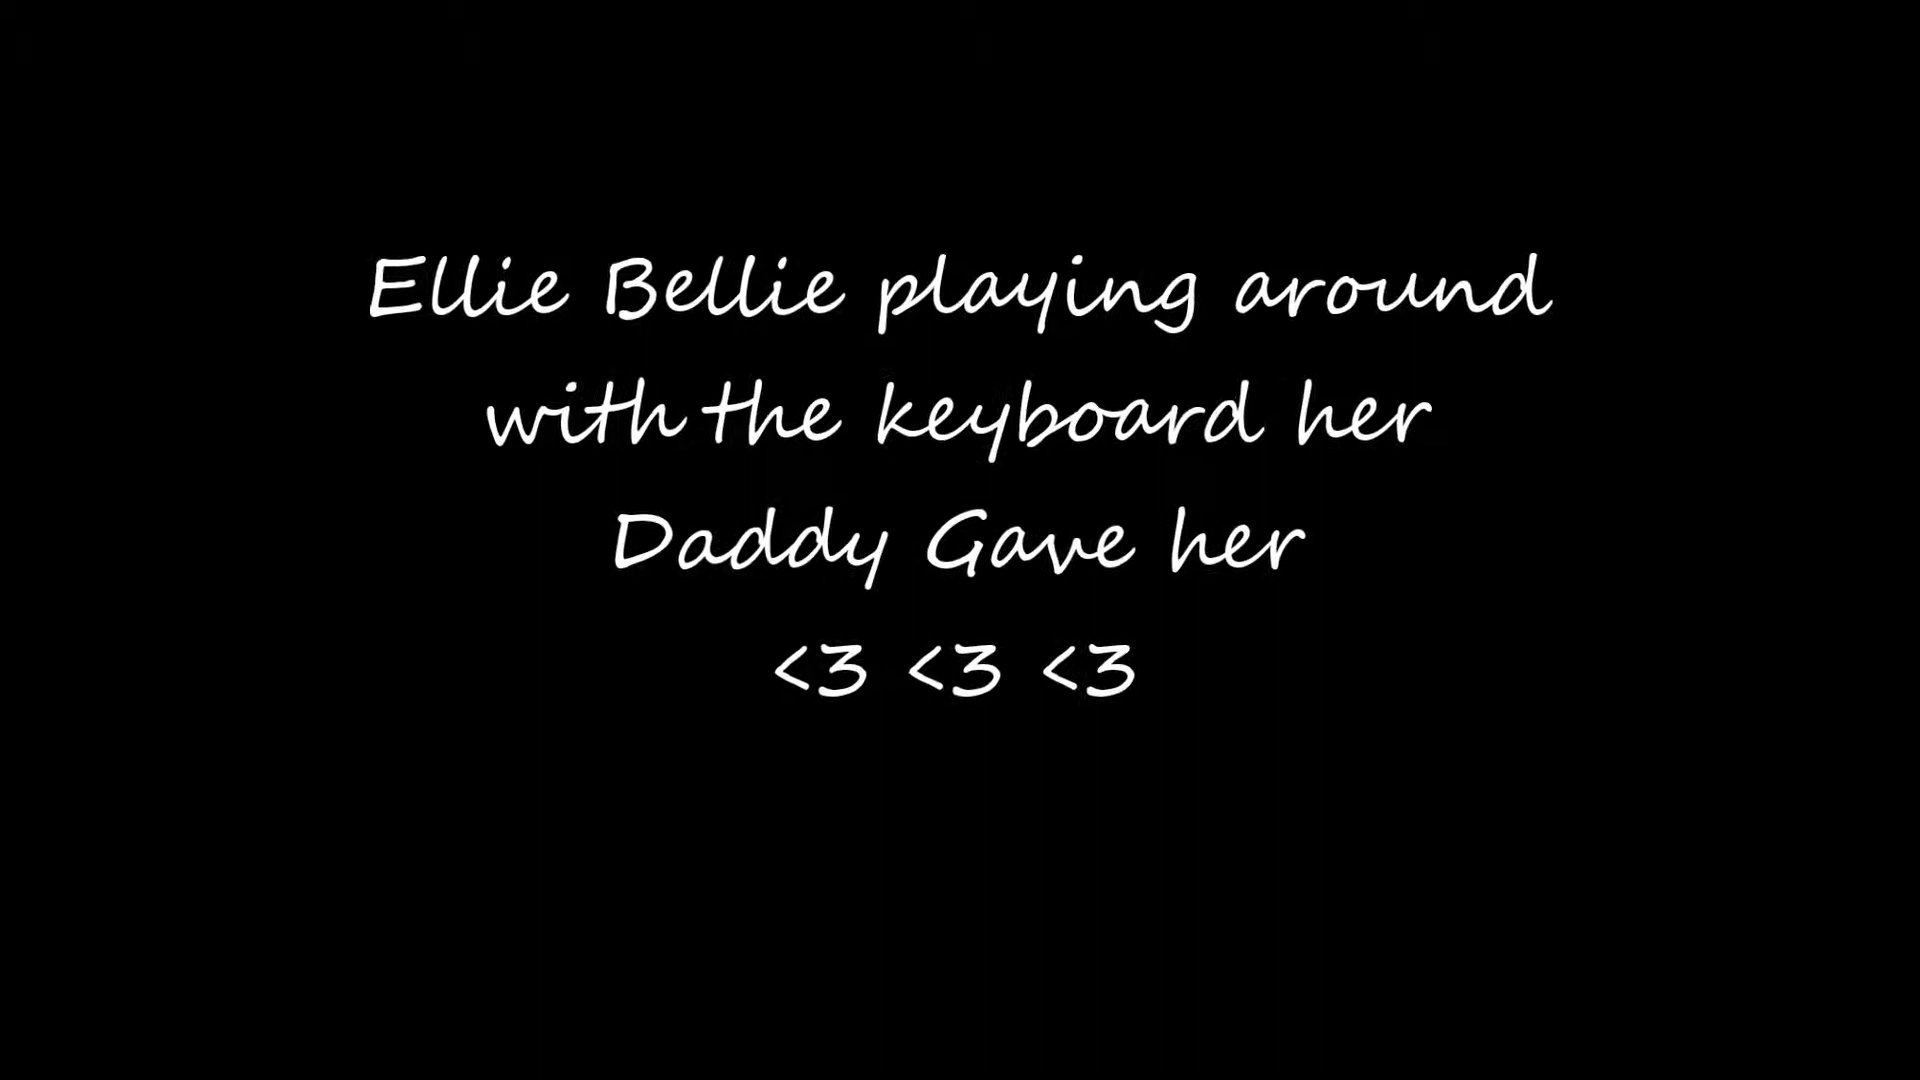 Ellie Bellie playing around
with the keyboard her
Daddy Gave her
<3 <3 <3